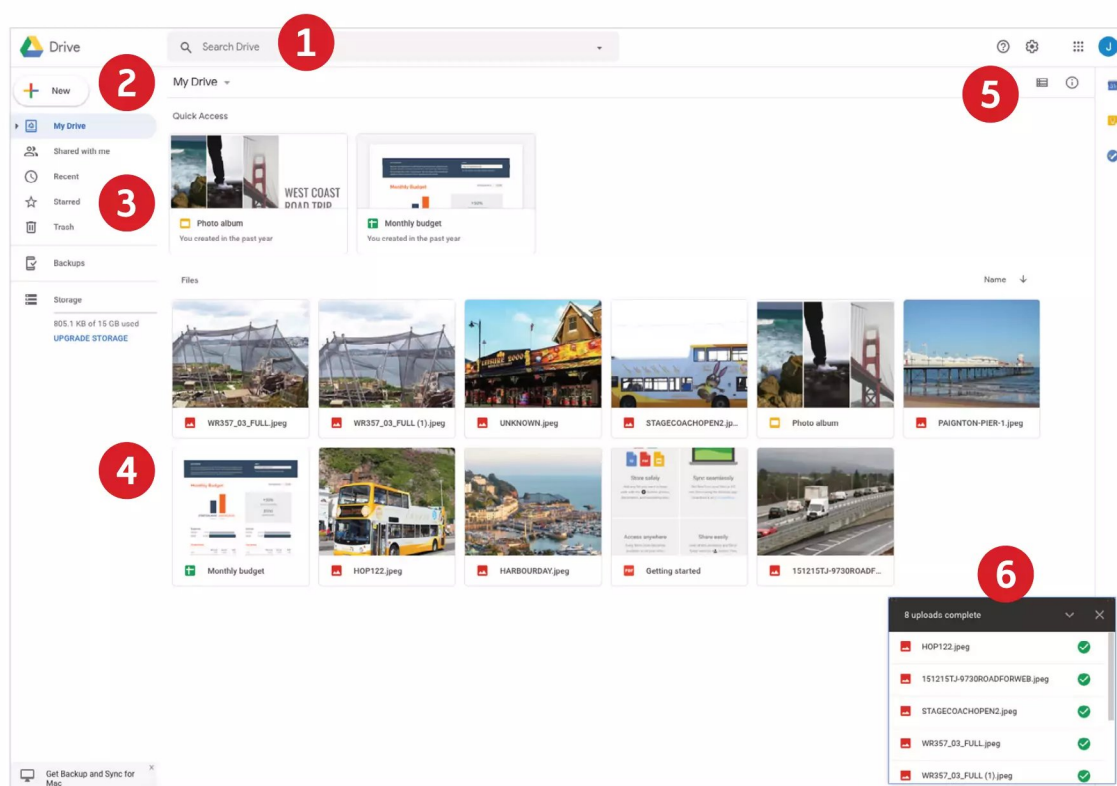 1
Drive
Search Drive
2
New
My Drive
5
My Drive
Shared with me
Recent
3
Starred
Trash
Backups
Storage
805.1 KB of 15 GB used
UPGRADE STORAGE
Quick Access
WEST COAST
ROAD TRIP
Photo album
You created in the past year
Monthly Budget
Monthly budget
You created in the past year
Files
Name
WR357_03_FULL.jpeg
WR357_03_FULL (1).jpeg
UNKNOWN.jpeg
STAGECOACHOPEN2.jp...
Photo album
PAIGNTON-PIER-1.jpeg
4
Monthly Budget
Monthly budget
HOP122.jpeg
HARBOURDAY.jpeg
Store safely
Sync seamlessly
Access anywhere
Share easily
Getting started
151215TJ-9730ROADF...
6
8 uploads complete
HOP122.jpeg
151215TJ-9730ROADFORWEB.jpeg
STAGECOACHOPEN2.jpeg
WR357_03_FULL.jpeg
WR357_03_FULL (1).jpeg
Get Backup and Sync for
Mac
J
31